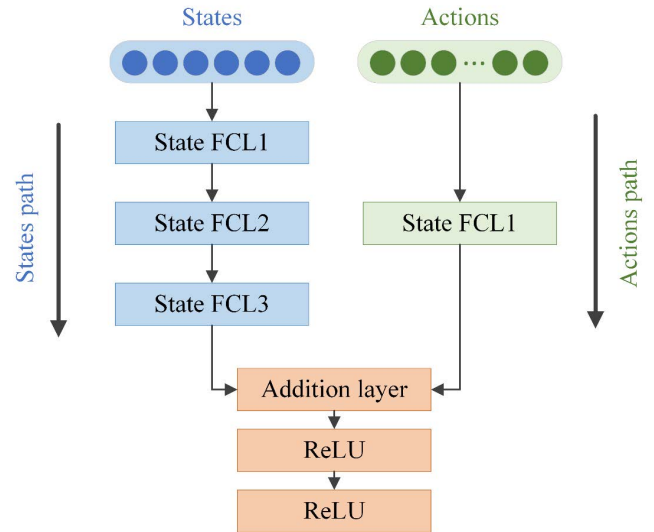 States
Actions
...
State FCL1
State FCL2
State FCL1
State FCL3
States path
Actions path
Addition layer
ReLU
ReLU